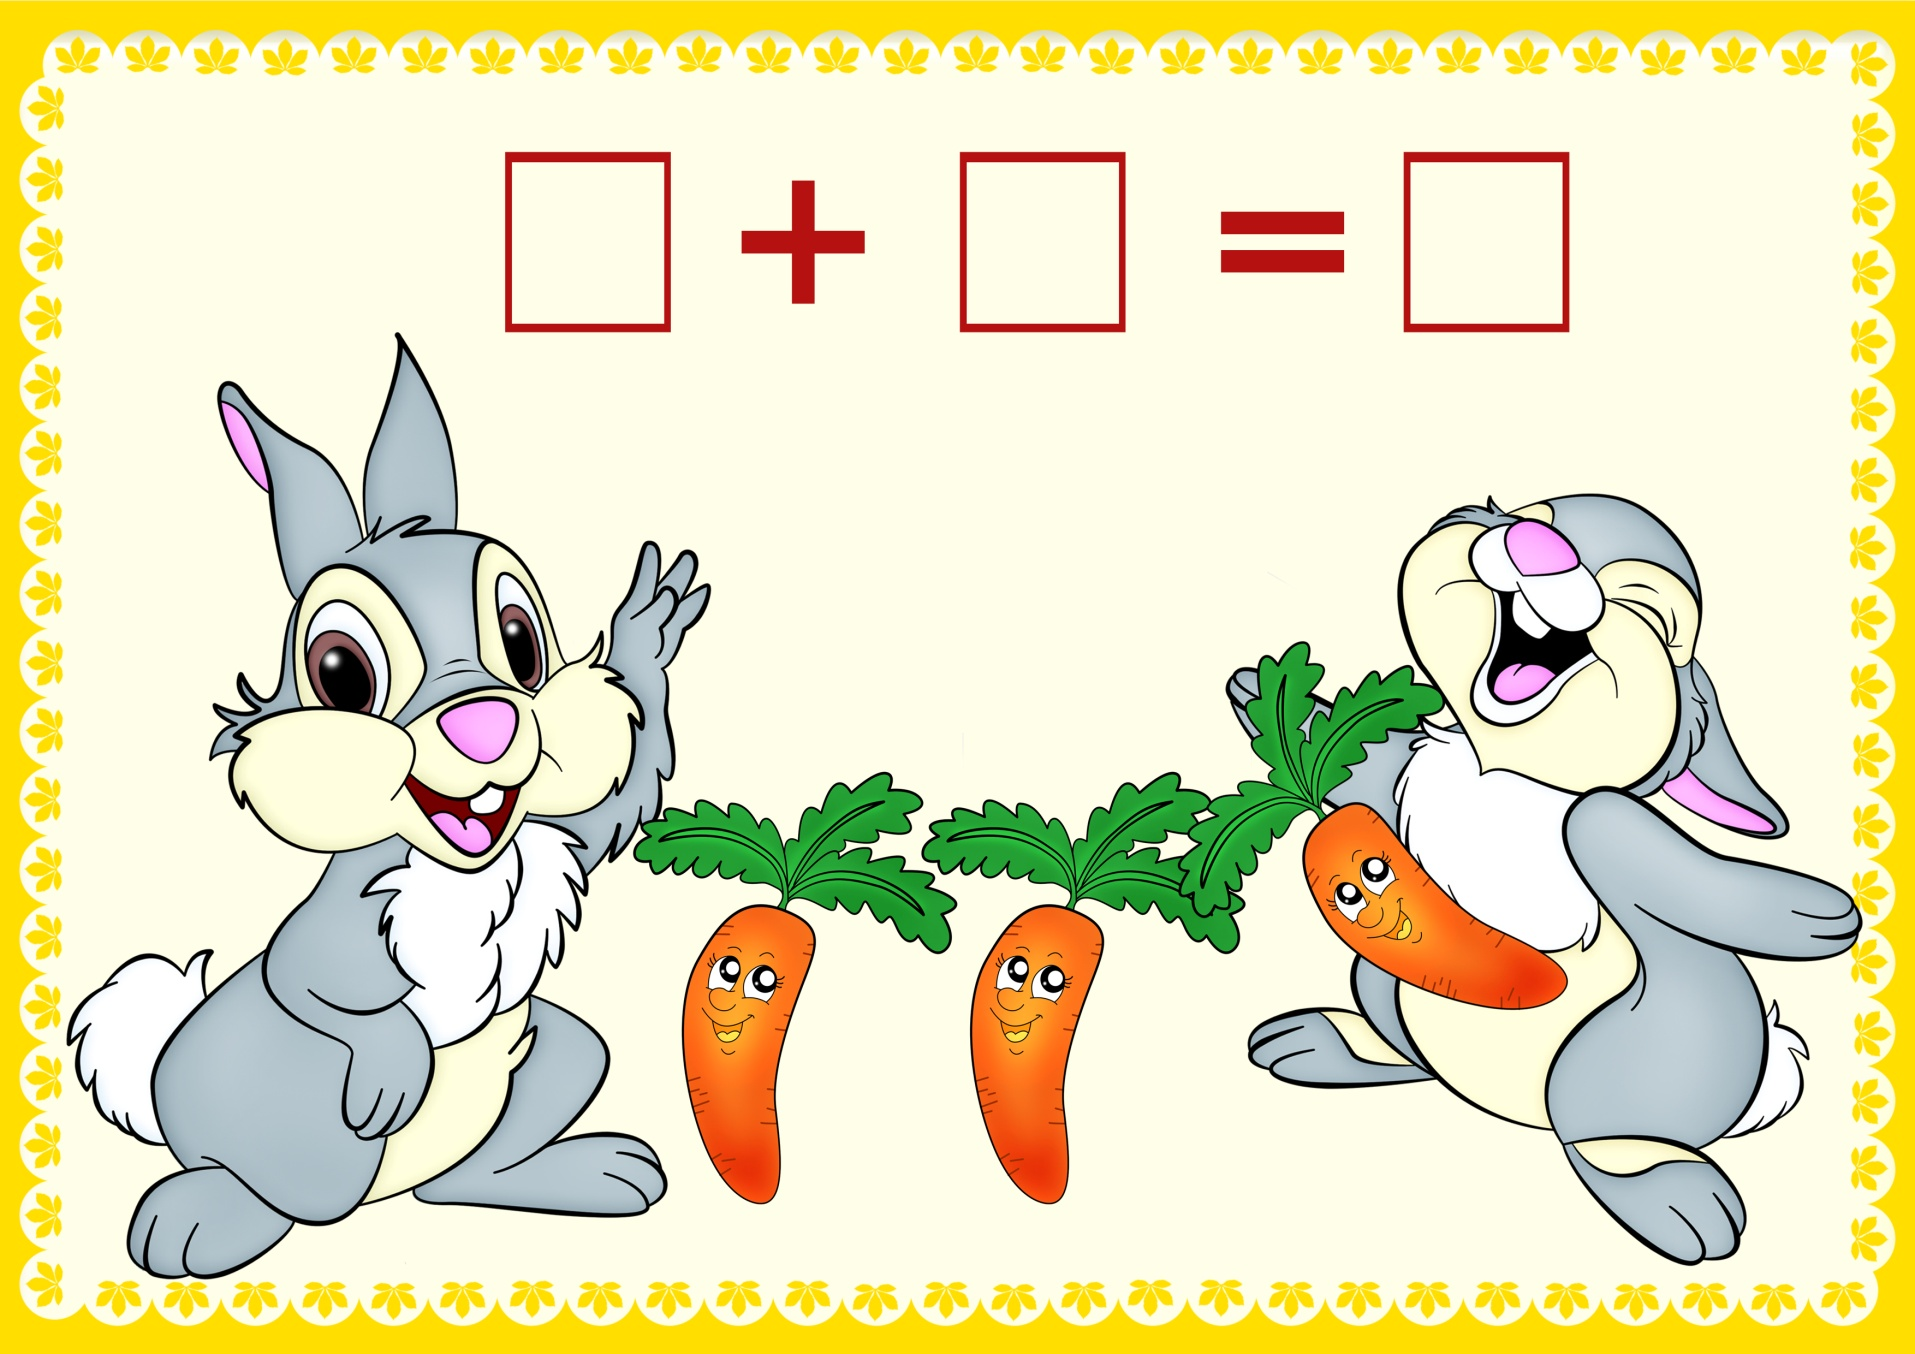 □ + □ = □